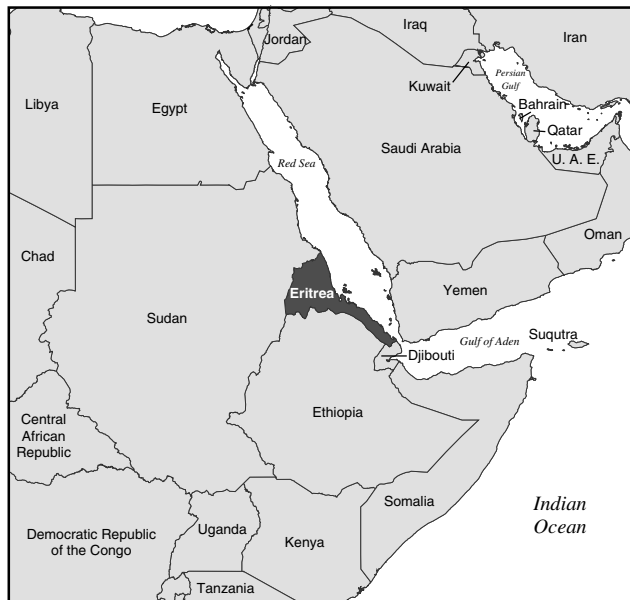 Iraq
Iran
Jordan
Kuwait
Persian
Gulf
Libya
Egypt
Bahrain
Qatar
Saudi Arabia
Red Sea
U. A. E.
Oman
Chad
Eritrea
Yemen
Sudan
Gulf of Aden
Suqutra
Djibouti
Ethiopia
Central
African
Republic
Somalia
Indian
Ocean
Democratic Republic
of the Congo
Uganda
Kenya
Tanzania